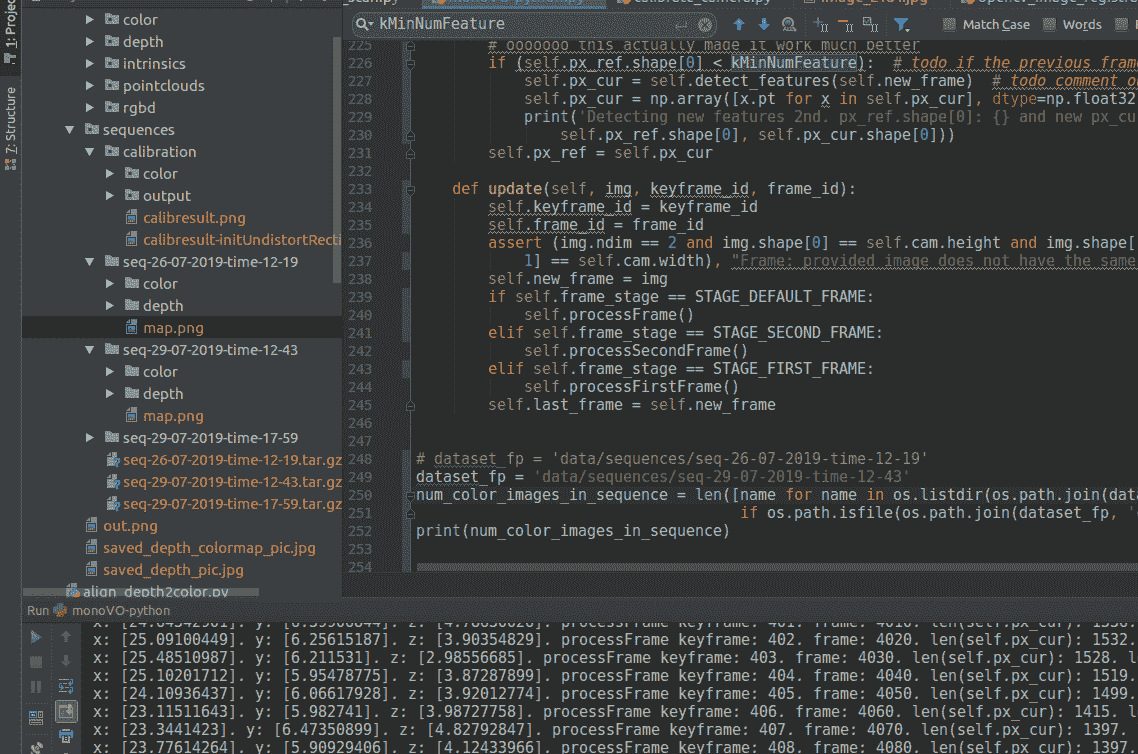 monoVO-python.py
calibrate_camera.py
kMinNumFeature
Match Case
Words
1: Project
7: Structure
color
depth
intrinsics
pointclouds
rgbd
sequences
calibration
color
output
calibresult.png
calibresult-initUndistortRecti
seq-26-07-2019-time-12-19
color
depth
map.png
seq-29-07-2019-time-12-43
color
depth
map.png
seq-29-07-2019-time-17-59
seq-26-07-2019-time-12-19.tar.gz
seq-29-07-2019-time-12-43.tar.gz
seq-29-07-2019-time-17-59.tar.gz
out.png
saved_depth_colormap_pic.jpg
saved_depth_pic.jpg
align_depth2color.py
225 # ooooooo this actually made it work much better
226 if (self.px_ref.shape[0] < kMinNumFeature): # todo if the previous fram
227 self.px_cur = self.detect_features(self.new_frame) # todo comment o
228 self.px_cur = np.array([x.pt for x in self.px_cur], dtype=np.float32
229 print('Detecting new features 2nd. px_ref.shape[0]: {} and new px_cu
230 self.px_ref.shape[0], self.px_cur.shape[0]))
231 self.px_ref = self.px_cur
232
233 def update(self, img, keyframe_id, frame_id):
234 self.keyframe_id = keyframe_id
235 self.frame_id = frame_id
236 assert (img.ndim == 2 and img.shape[0] == self.cam.height and img.shape[
237 1] == self.cam.width), "Frame: provided image does not have the same
238 self.new_frame = img
239 if self.frame_stage == STAGE_DEFAULT_FRAME:
240 self.processFrame()
241 elif self.frame_stage == STAGE_SECOND_FRAME:
242 self.processSecondFrame()
243 elif self.frame_stage == STAGE_FIRST_FRAME:
244 self.processFirstFrame()
245 self.last_frame = self.new_frame
246
247
248 # dataset_fp = 'data/sequences/seq-26-07-2019-time-12-19'
249 dataset_fp = 'data/sequences/seq-29-07-2019-time-12-43'
250 num_color_images_in_sequence = len([name for name in os.listdir(os.path.join(dat
251 if os.path.isfile(os.path.join(dataset_fp, '
252 print(num_color_images_in_sequence)
253
254
Run monoVO-python
x: [25.09100449]. y: [6.25615187]. z: [3.90354829]. processFrame keyframe: 402. frame: 4020. len(self.px_cur): 1532.
x: [25.48510987]. y: [6.211531]. z: [2.98556685]. processFrame keyframe: 403. frame: 4030. len(self.px_cur): 1528. l
x: [25.10201712]. y: [5.95478775]. z: [3.87287899]. processFrame keyframe: 404. frame: 4040. len(self.px_cur): 1519.
x: [24.10936437]. y: [6.06617928]. z: [3.92012774]. processFrame keyframe: 405. frame: 4050. len(self.px_cur): 1499.
x: [23.11511643]. y: [5.982741]. z: [3.98727758]. processFrame keyframe: 406. frame: 4060. len(self.px_cur): 1415. l
x: [23.3441423]. y: [6.47350899]. z: [4.82792847]. processFrame keyframe: 407. frame: 4070. len(self.px_cur): 1397.
x: [23.77614264]. y: [5.90929406]. z: [4.12433966]. processFrame keyframe: 408. frame: 4080. len(self.px_cur): 1397